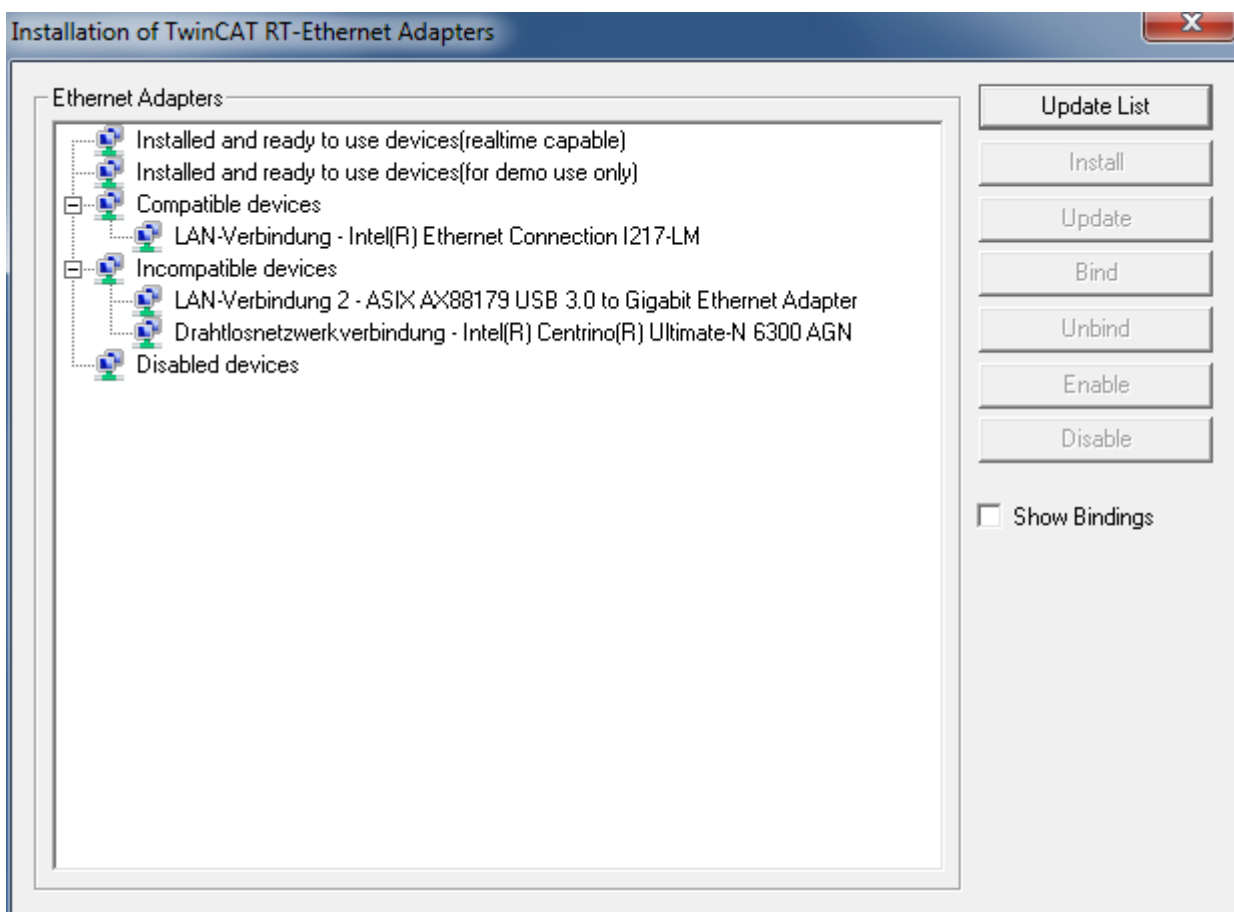 Installation of TwinCAT RT-Ethernet Adapters
X
Ethernet Adapters
Installed and ready to use devices(realtime capable)
Installed and ready to use devices(for demo use only)
Compatible devices
LAN-Verbindung - Intel(R) Ethernet Connection I217-LM
Incompatible devices
LAN-Verbindung 2 - ASIX AX88179 USB 3.0 to Gigabit Ethernet Adapter
Drahtlosnetzwerkverbindung - Intel(R) Centrino(R) Ultimate-N 6300 AGN
Disabled devices
Update List
Install
Update
Bind
Unbind
Enable
Disable
Show Bindings